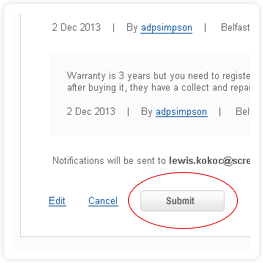 2 Dec 2013 | By adpsimpson | Belfast
Warranty is 3 years but you need to registe
after buying it, they have a collect and repai
2 Dec 2013 | By adpsimpson | Belf
Notifications will be sent to lewis.kokoc@scre
Edit Cancel Submit